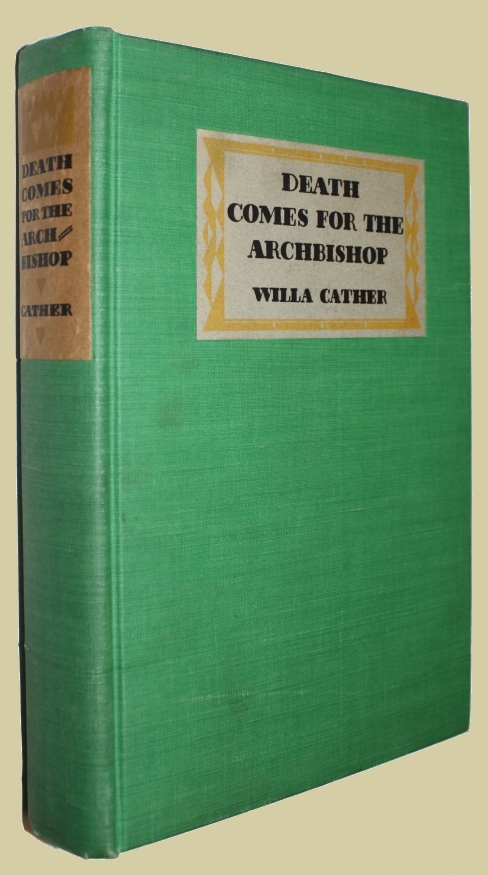 DEATH
COMES
FOR THE
ARCH=
BISHOP
CATHER
DEATH
COMES FOR THE
ARCHBISHOP
WILLA CATHER